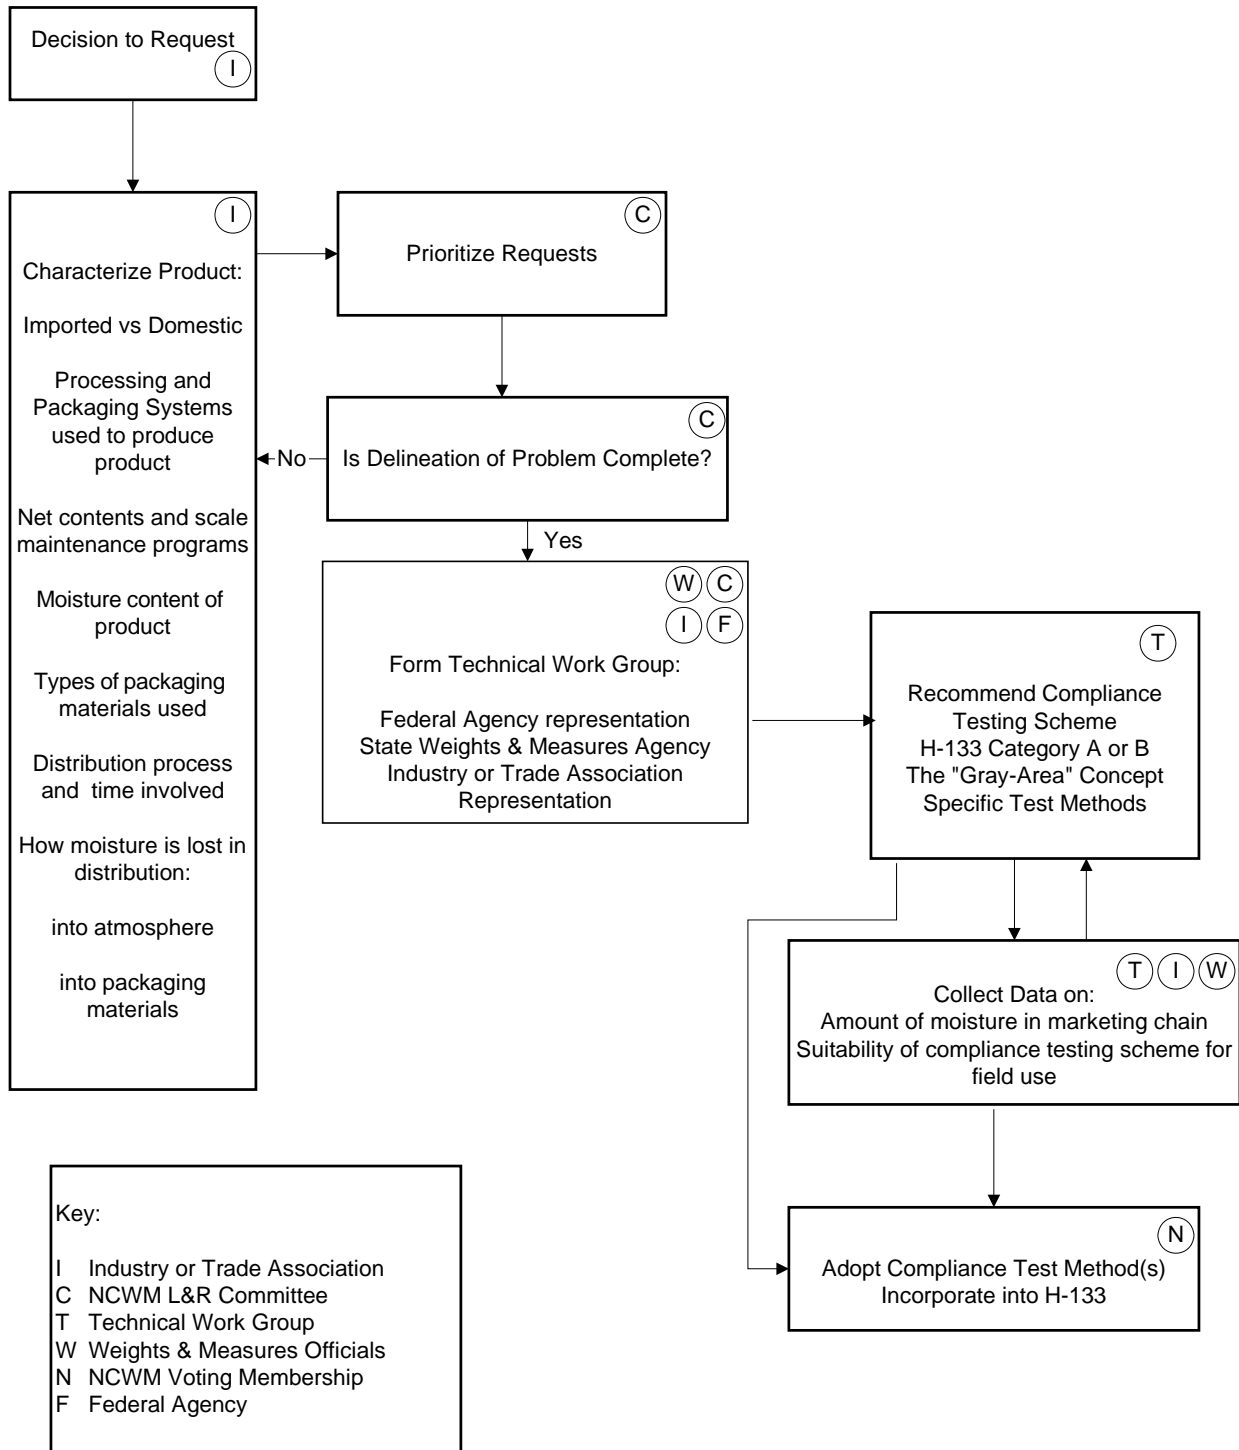 Decision to Request
I
I
Characterize Product:
Imported vs Domestic
Processing and
Packaging Systems
used to produce
product
Net contents and scale
maintenance programs
Moisture content of
product
Types of packaging
materials used
Distribution process
and time involved
How moisture is lost in
distribution:
into atmosphere
into packaging
materials
C
Prioritize Requests
C
Is Delineation of Problem Complete?
No
Yes
W C
I F
Form Technical Work Group:
Federal Agency representation
State Weights & Measures Agency
Industry or Trade Association
Representation
T
Recommend Compliance
Testing Scheme
H-133 Category A or B
The "Gray-Area" Concept
Specific Test Methods
T I W
Collect Data on:
Amount of moisture in marketing chain
Suitability of compliance testing scheme for
field use
N
Adopt Compliance Test Method(s)
Incorporate into H-133
Key:
I Industry or Trade Association
C NCWM L&R Committee
T Technical Work Group
W Weights & Measures Officials
N NCWM Voting Membership
F Federal Agency